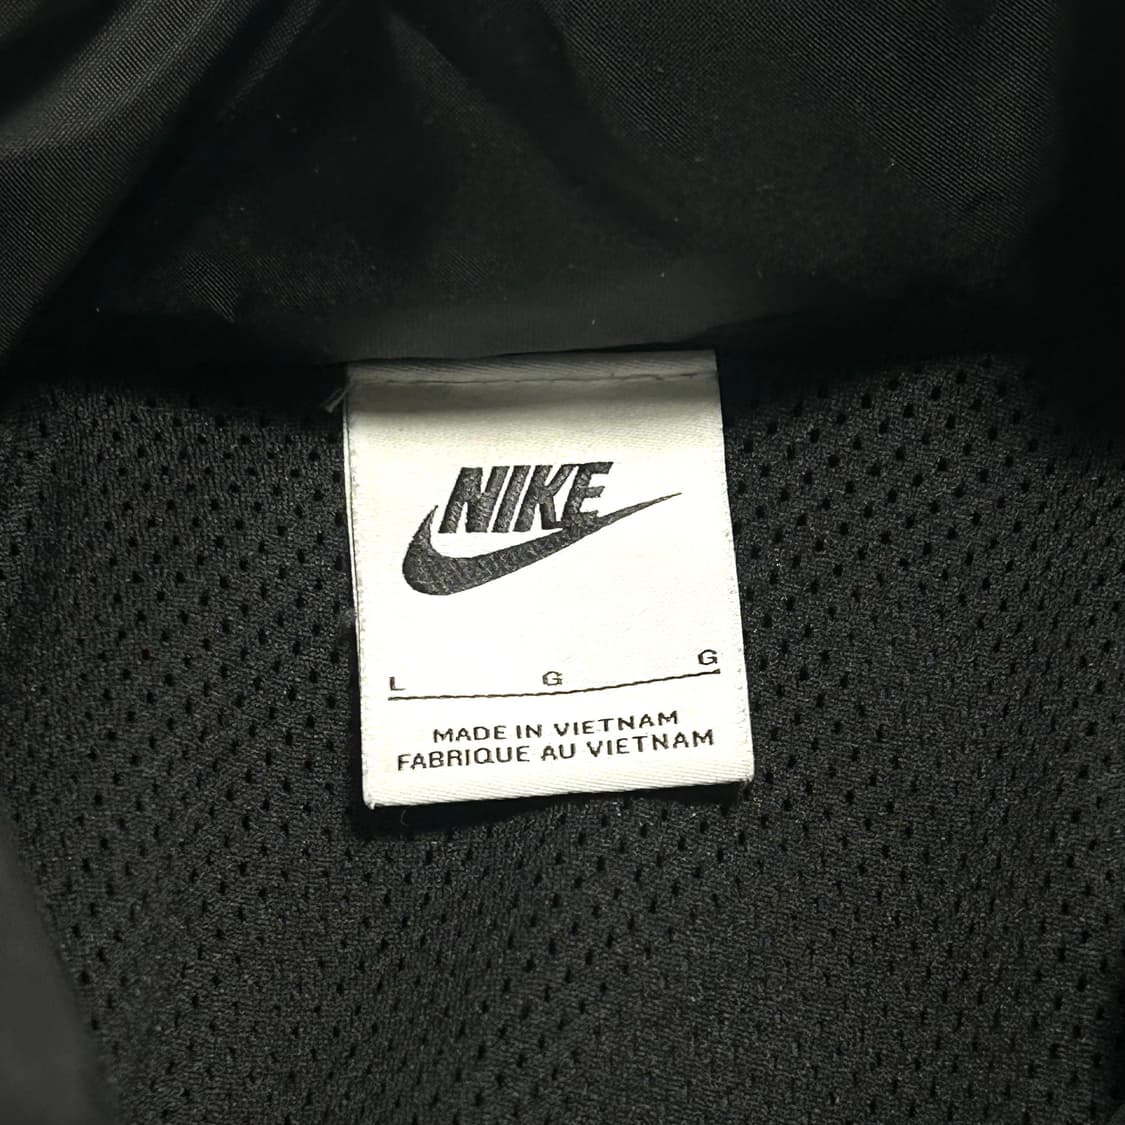 NIKE
L G G
MADE IN VIETNAM
FABRIQUE AU VIETNAM